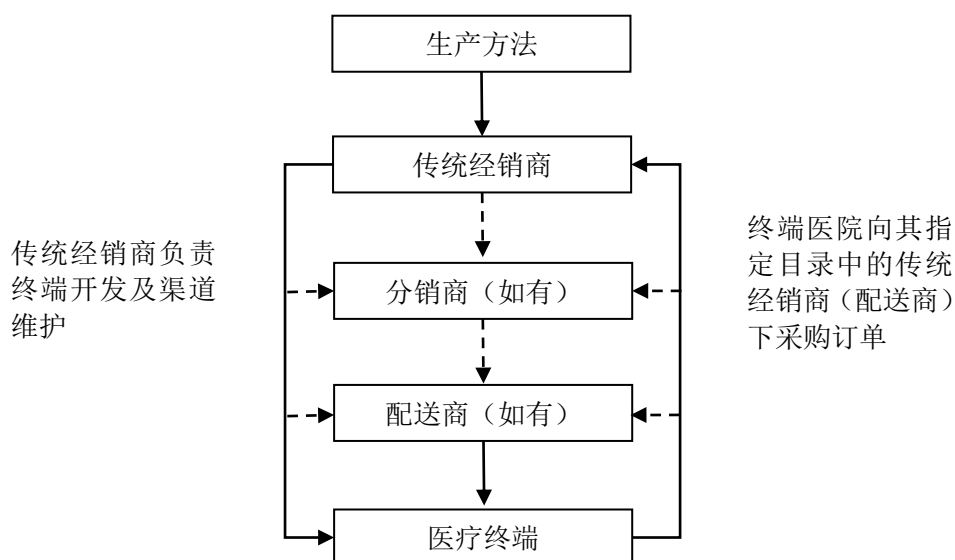 生产方法
传统经销商
传统经销商负责
终端开发及渠道
维护
终端医院向其指
定目录中的传统
经销商（配送商）
下采购订单
分销商（如有）
配送商（如有）
医疗终端